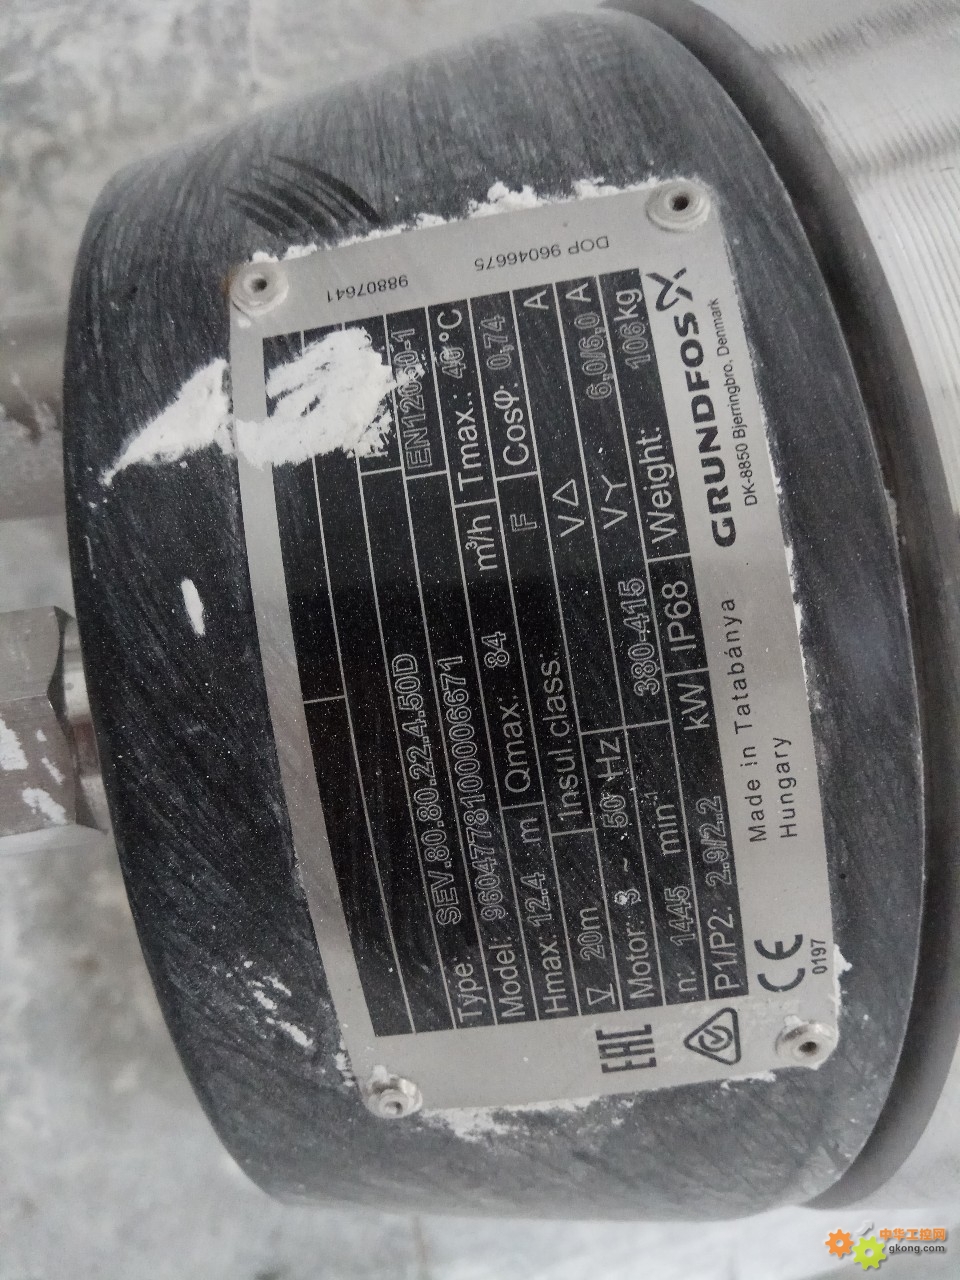 EN12050-1
Type: SEV.80.80.22.4.50D
Model: 9604778100006671
Hmax: 12.4 m Qmax: 84 m³/h Tmax.: 40 °C
20m Insul.class: F Cosφ: 0,74
Motor: 3 ~ 50 Hz V△ A
n: 1445 min⁻¹ 380-415 VY 6,0/6,0 A
P1/P2 2.9/2.2 kW IP68 Weight: 106 kg
GRUNDFOS
DK-8850 Bjerringbro, Denmark
Made in Tatabánya
Hungary
EAC
CE
0197
98807641
DOP 96046675
中华工控网
gkong.com